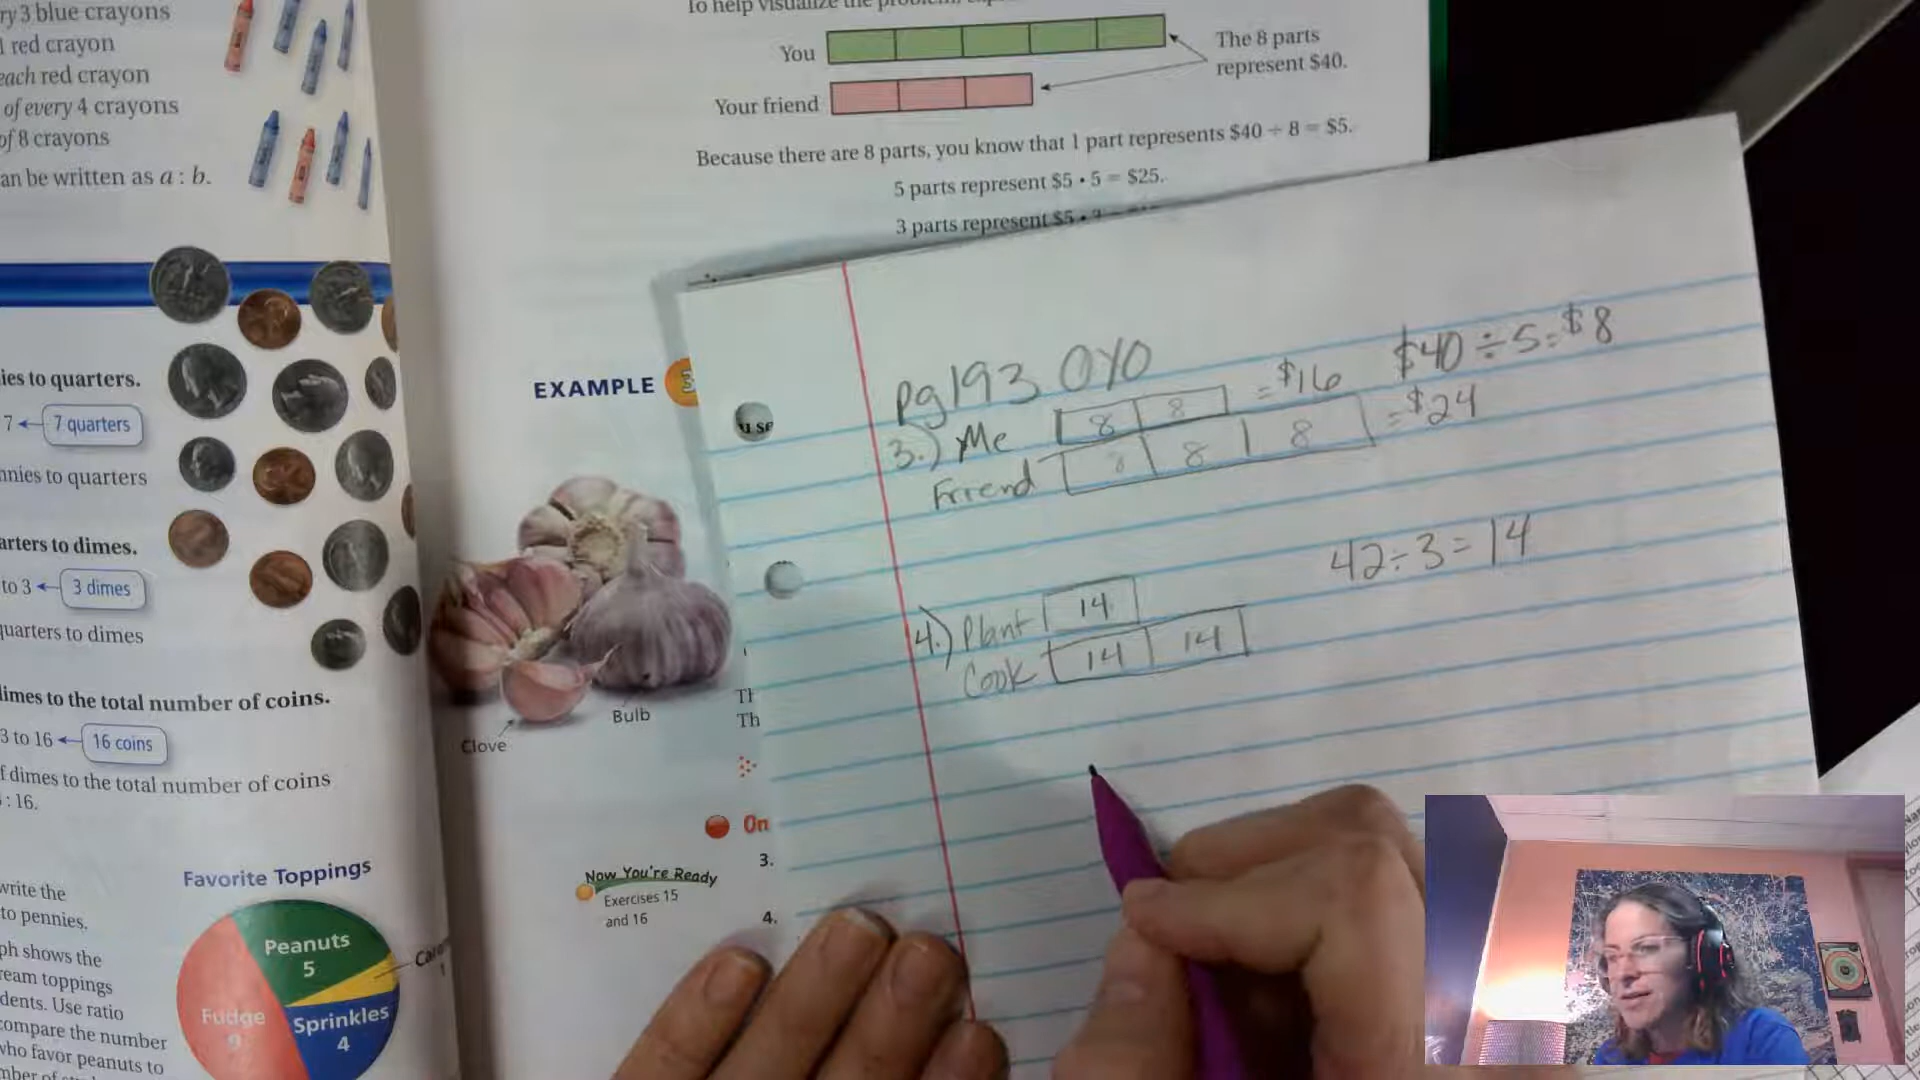 3 blue crayons
1 red crayon
each red crayon
of every 4 crayons
of 8 crayons
an be written as a : b.
ies to quarters.
7 ← 7 quarters
nnies to quarters
arters to dimes.
to 3 ← 3 dimes
quarters to dimes
dimes to the total number of coins.
3 to 16 ← 16 coins
f dimes to the total number of coins
: 16.
write the
to pennies.
ph shows the
ream toppings
dents. Use ratio
compare the number
who favor peanuts to
Favorite Toppings
Peanuts
5
Fudge
9
Sprinkles
4
To help visualize the problem,
You
Your friend
The 8 parts
represent $40.
Because there are 8 parts, you know that 1 part represents $40 ÷ 8 = $5.
5 parts represent $5 • 5 = $25.
3 parts represent $5 •
EXAMPLE 3
Clove
Bulb
Th
On
Now You're Ready
Exercises 15
and 16
3.
4.
pg193 OYO
3.) Me 8 8 = $16 $40 ÷ 5 = $8
Friend 8 8 8 = $24
42 ÷ 3 = 14
4.) Plant 14
Cook 14 14